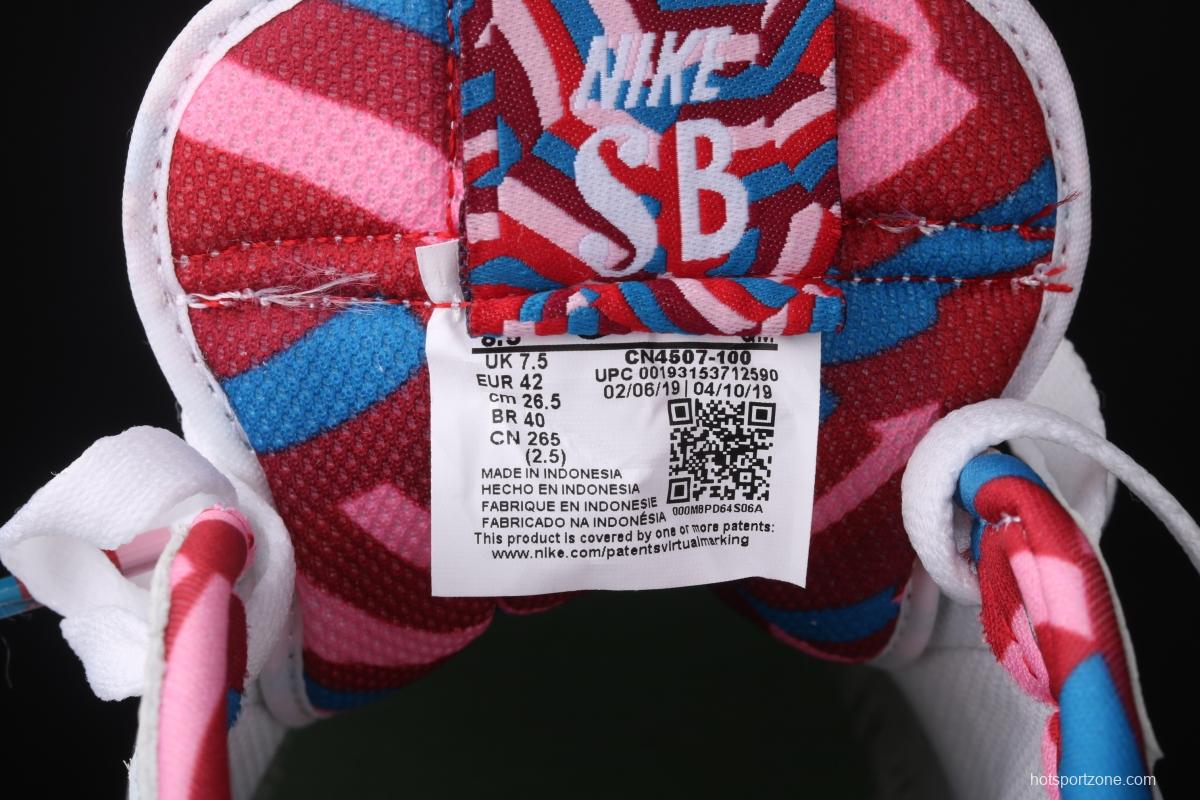 NIKE
SB
UK 7.5
EUR 42
cm 26.5
BR 40
CN 265
(2.5)
CN4507-100
UPC 00193153712590
02/06/19 | 04/10/19
000M8PD64S06A
MADE IN INDONESIA
HECHO EN INDONESIA
FABRIQUE EN INDONESIE
FABRICADO NA INDONÉSIA
This product is covered by one or more patents:
www.nike.com/patentsvirtualmarking
hotsportzone.com